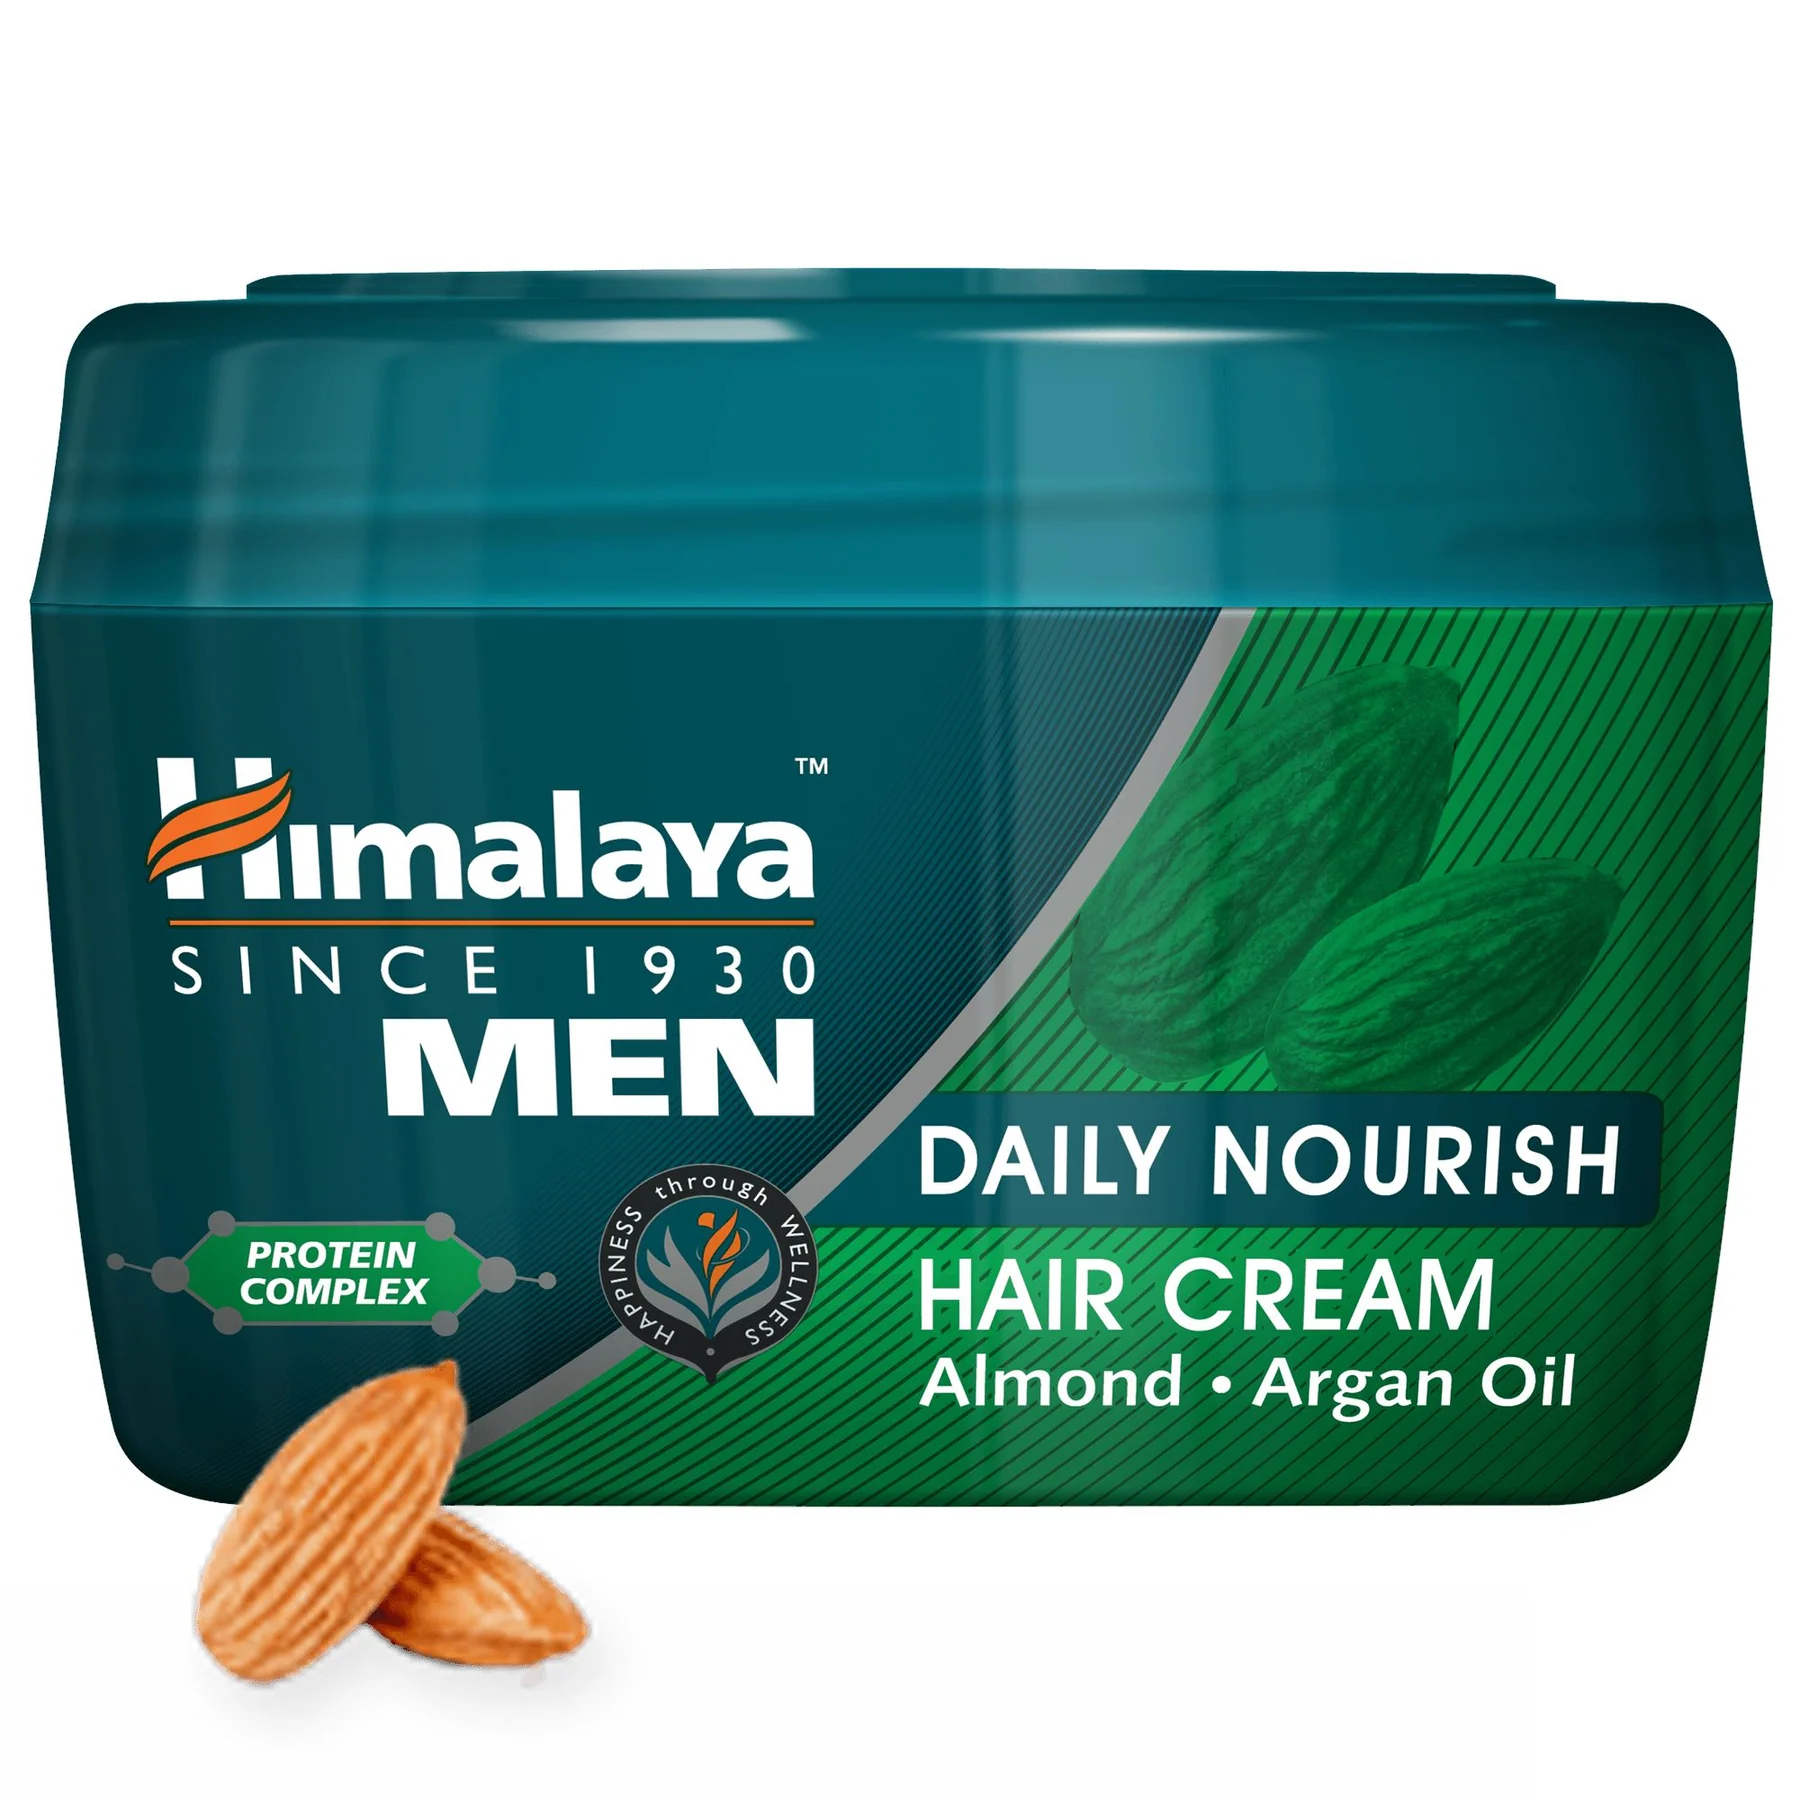 Himalaya™
SINCE 1930
MEN
PROTEIN
COMPLEX
HAPPINESS through WELLNESS
DAILY NOURISH
HAIR CREAM
Almond • Argan Oil